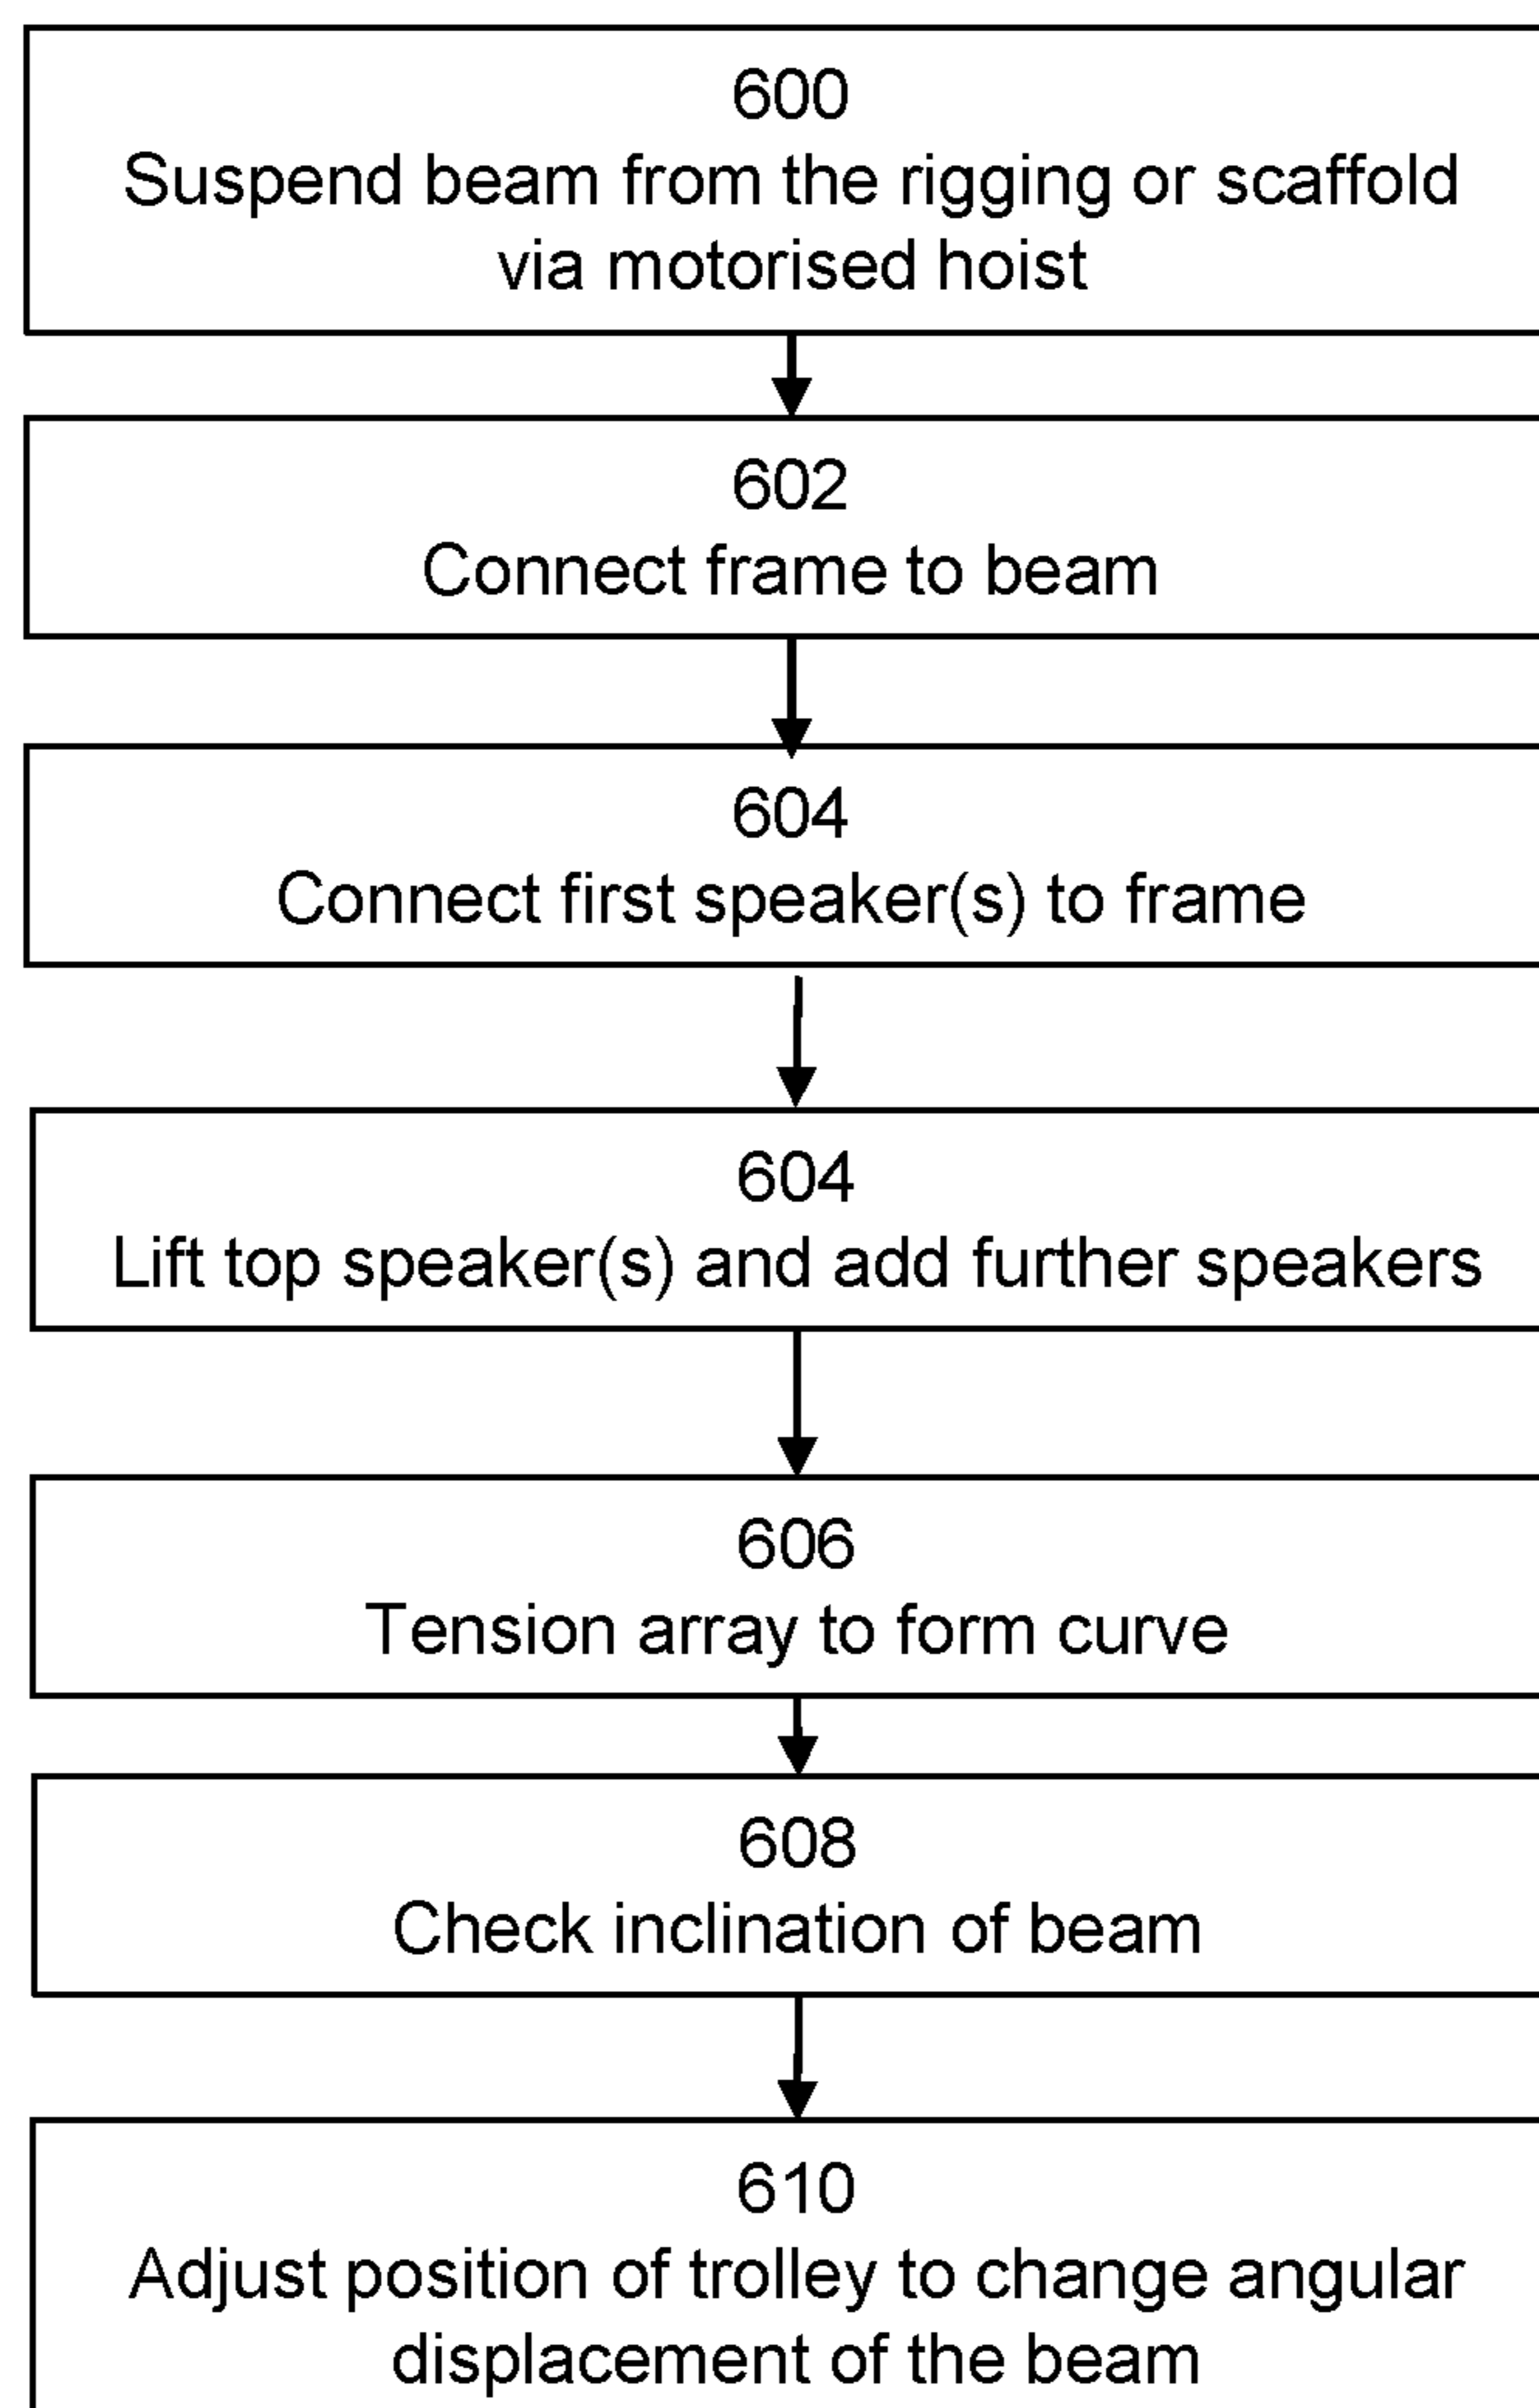 600
Suspend beam from the rigging or scaffold
via motorised hoist
602
Connect frame to beam
604
Connect first speaker(s) to frame
604
Lift top speaker(s) and add further speakers
606
Tension array to form curve
608
Check inclination of beam
610
Adjust position of trolley to change angular
displacement of the beam